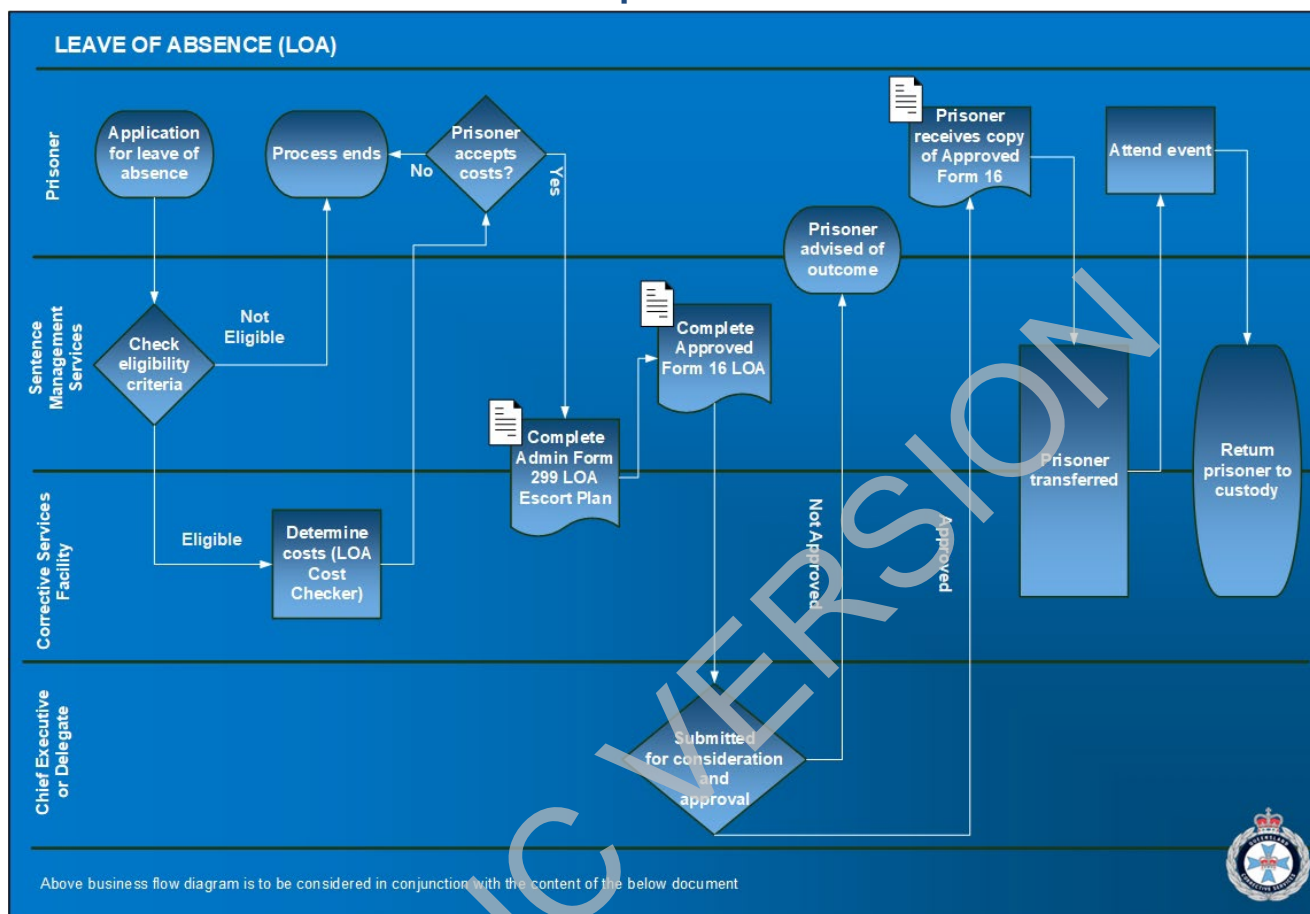 LEAVE OF ABSENCE (LOA)
Prisoner
Application
for leave of
absence
Process ends
No
Prisoner
accepts
costs?
Yes
Prisoner
receives copy
of Approved
Form 16
Attend event
Prisoner
advised of
outcome
Sentence
Management
Services
Check
eligibility
criteria
Not
Eligible
Complete
Approved
Form 16 LOA
Complete
Admin Form
299 LOA
Escort Plan
Prisoner
transferred
Return
prisoner to
custody
Corrective Services
Facility
Eligible
Determine
costs (LOA
Cost
Checker)
Not Approved
Approved
Chief Executive
or Delegate
Submitted
for consideration
and
approval
Above business flow diagram is to be considered in conjunction with the content of the below document
QUEENSLAND
CORRECTIVE SERVICES
IC VERSION